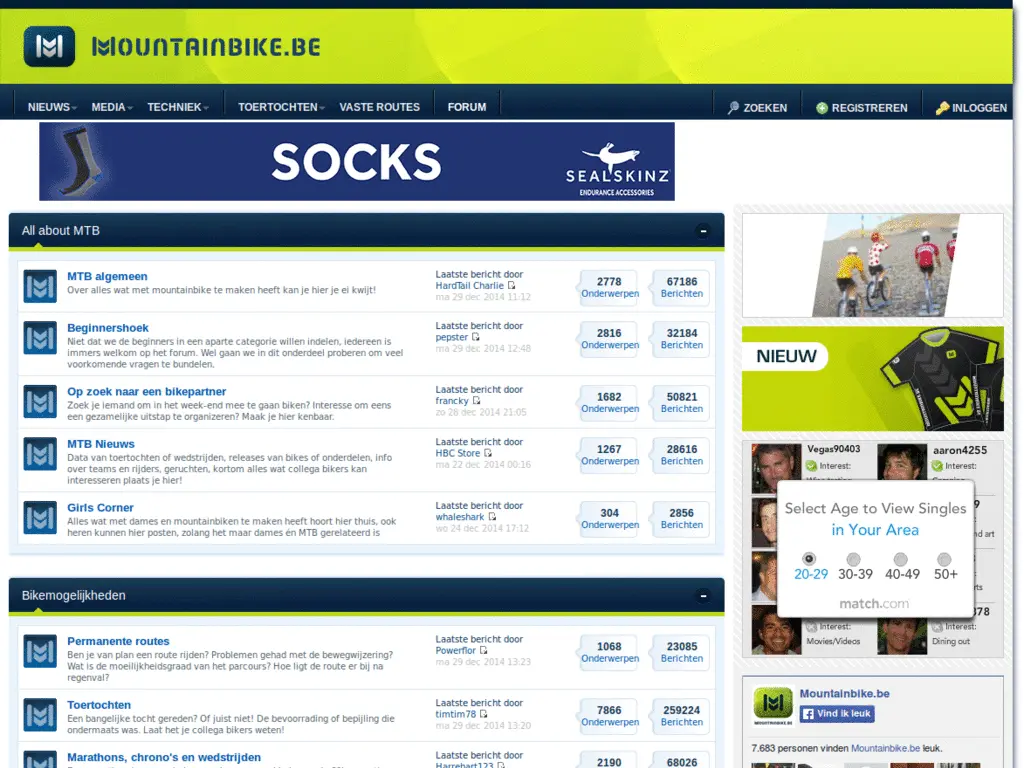 MOUNTAINBIKE.BE
NIEUWS MEDIA TECHNIEK TOERTOCHTEN VASTE ROUTES FORUM ZOEKEN REGISTREREN INLOGGEN
SOCKS
SEALSKINZ
ENDURANCE ACCESSORIES
All about MTB
MTB algemeen
Over alles wat met mountainbike te maken heeft kan je hier je ei kwijt!
Laatste bericht door
HardTail Charlie
ma 29 dec 2014 11:12
2778 67186
Onderwerpen Berichten
Beginnershoek
Niet dat we de beginners in een aparte categorie willen indelen, iedereen is
immers welkom op het forum. Wel gaan we in dit onderdeel proberen om veel
voorkomende vragen te bundelen.
Laatste bericht door
pepster
ma 29 dec 2014 12:48
2816 32184
Onderwerpen Berichten
Op zoek naar een bikepartner
Zoek je iemand om in het week-end mee te gaan biken? Interesse om eens
een gezamelijke uitstap te organizeren? Maak je hier kenbaar.
Laatste bericht door
francky
zo 28 dec 2014 21:05
1682 50821
Onderwerpen Berichten
MTB Nieuws
Data van toertochten of wedstrijden, releases van bikes of onderdelen, info
over teams en rijders, geruchten, kortom alles wat collega bikers kan
interesseren plaats je hier!
Laatste bericht door
HBC Store
ma 22 dec 2014 00:16
1267 28616
Onderwerpen Berichten
Girls Corner
Alles wat met dames en mountainbiken te maken heeft hoort hier thuis, ook
heren kunnen hier posten, zolang het maar dames én MTB gerelateerd is
Laatste bericht door
whaleshark
wo 24 dec 2014 17:12
304 2856
Onderwerpen Berichten
Bikemogelijkheden
Permanente routes
Ben je van plan een route rijden? Problemen gehad met de bewegwijzering?
Wat is de moeilijkheidsgraad van het parcours? Hoe ligt de route er bij na
regenval?
Laatste bericht door
Powerflor
ma 29 dec 2014 13:23
1068 23085
Onderwerpen Berichten
Toertochten
Een bangelijke tocht gereden? Of juist niet! De bevoorrading of bepijling die
ondermaats was. Laat het je collega bikers weten!
Laatste bericht door
timtim78
ma 29 dec 2014 13:20
7866 259224
Onderwerpen Berichten
Marathons, chrono's en wedstrijden
Laatste bericht door
Harrebart123
2190 68026
NIEUW
Vegas90403
Interest:
aaron4255
Interest:
Select Age to View Singles
in Your Area
20-29 30-39 40-49 50+
match.com
Interest:
Movies/Videos
Interest:
Dining out
Mountainbike.be
Vind ik leuk
7.683 personen vinden Mountainbike.be leuk.